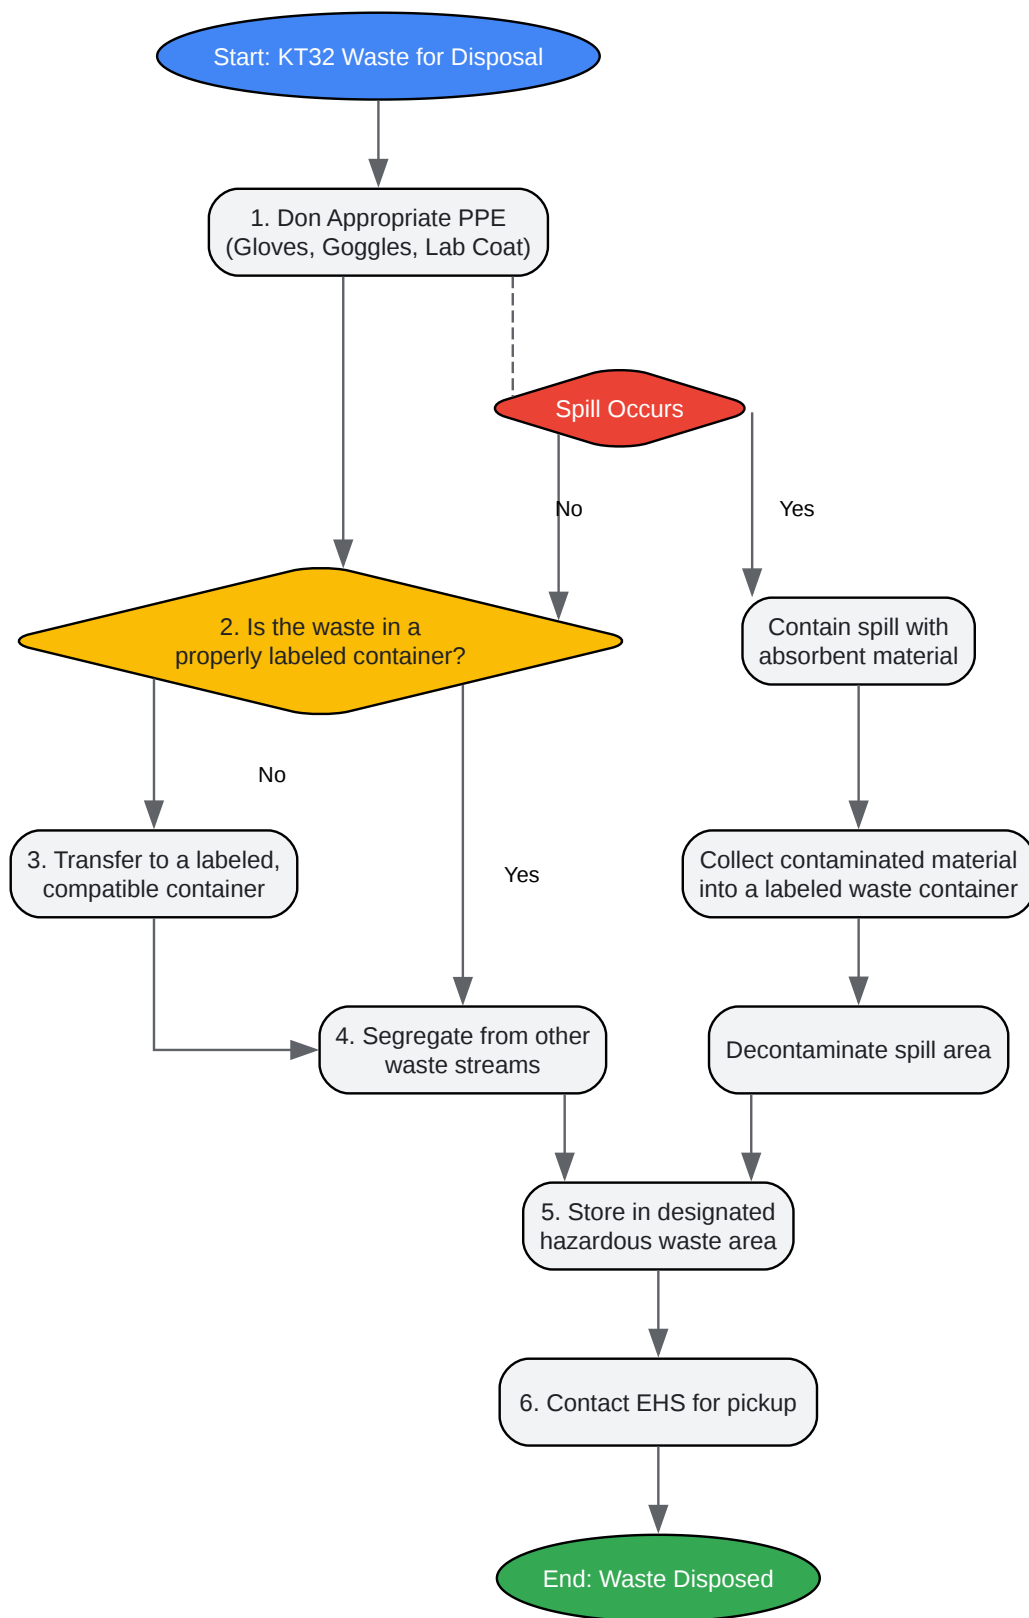 Start: KT32 Waste for Disposal
1. Don Appropriate PPE
(Gloves, Goggles, Lab Coat)
Spill Occurs
No
Yes
2. Is the waste in a
properly labeled container?
Contain spill with
absorbent material
No
3. Transfer to a labeled,
compatible container
Yes
Collect contaminated material
into a labeled waste container
4. Segregate from other
waste streams
Decontaminate spill area
5. Store in designated
hazardous waste area
6. Contact EHS for pickup
End: Waste Disposed